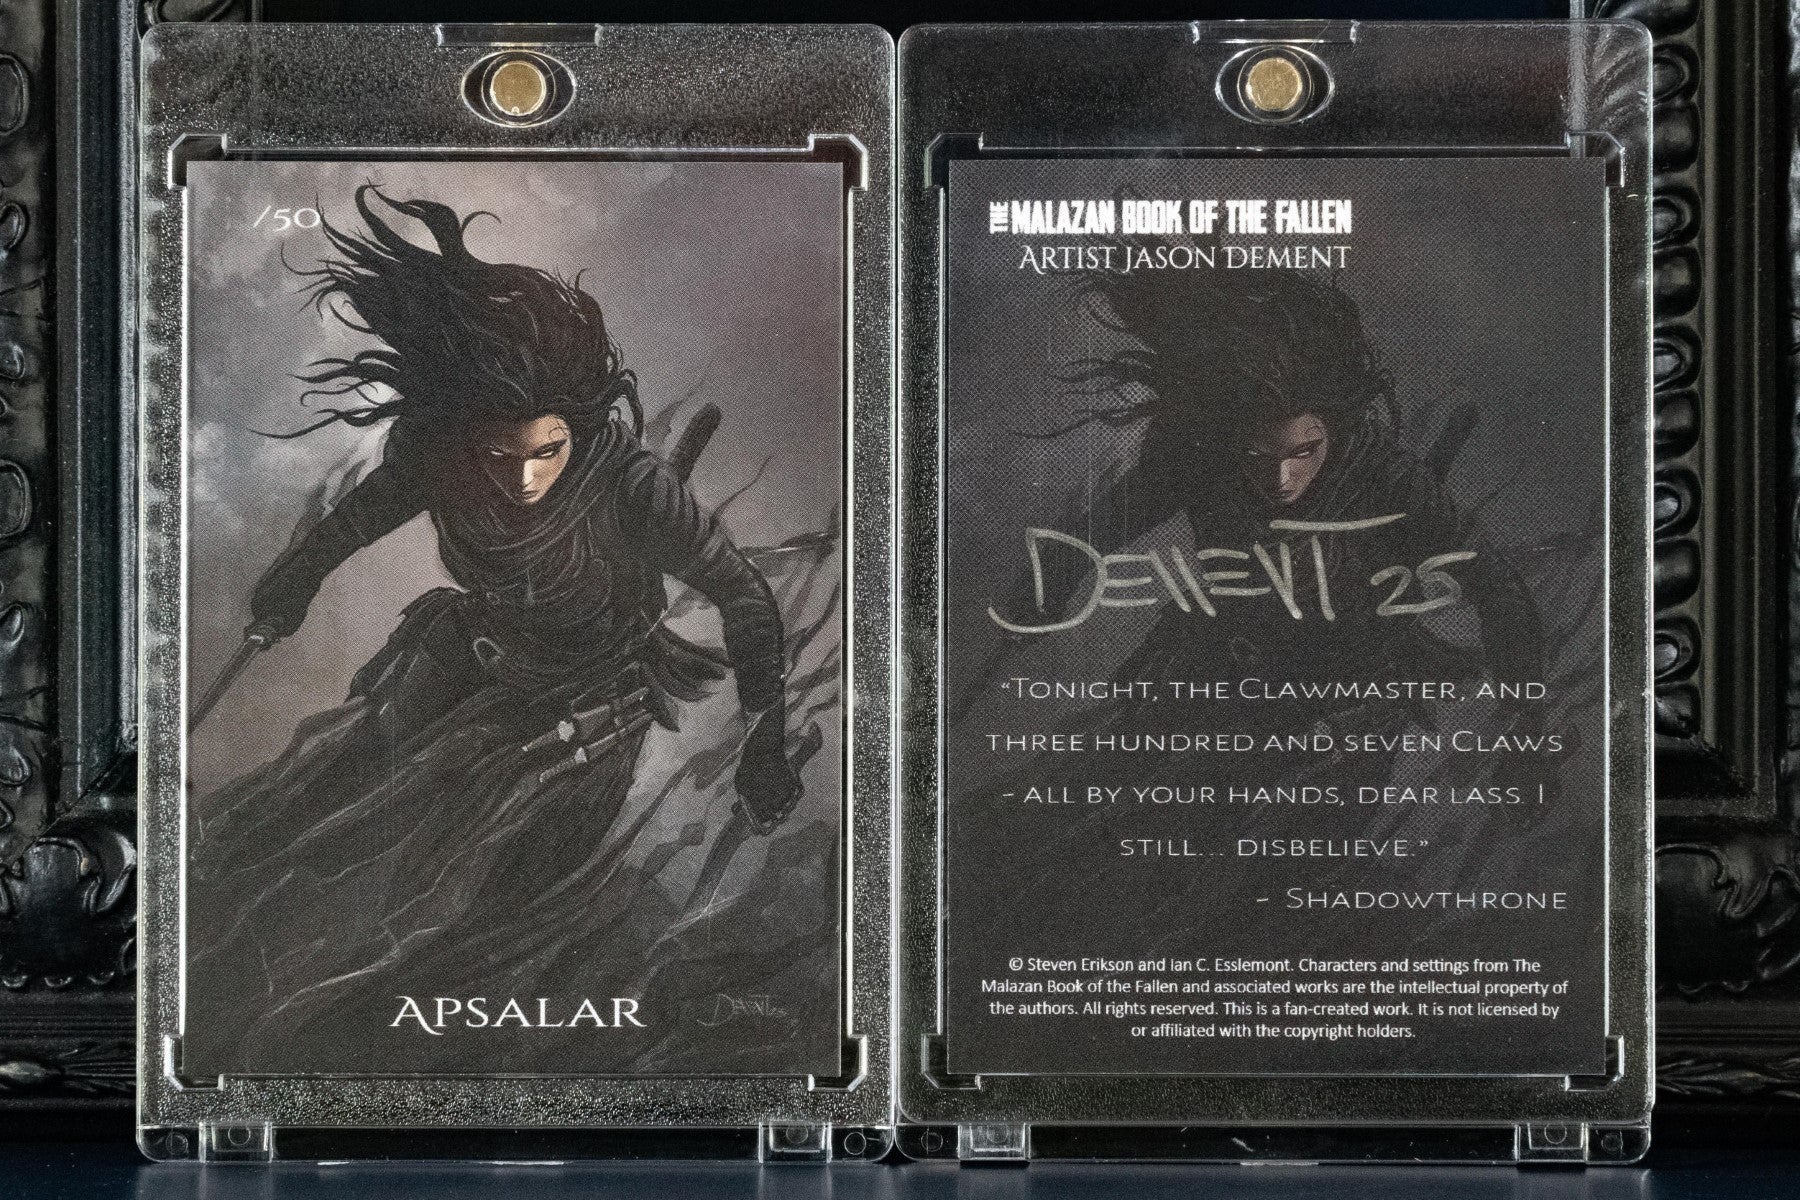 /50
APSALAR
THE MALAZAN BOOK OF THE FALLEN
ARTIST JASON DEMENT
DEMENT 25
“TONIGHT, THE CLAWMASTER, AND
THREE HUNDRED AND SEVEN CLAWS
- ALL BY YOUR HANDS, DEAR LASS. I
STILL... DISBELIEVE.”
- SHADOWTHRONE
© Steven Erikson and Ian C. Esslemont. Characters and settings from The
Malazan Book of the Fallen and associated works are the intellectual property of
the authors. All rights reserved. This is a fan-created work. It is not licensed by
or affiliated with the copyright holders.